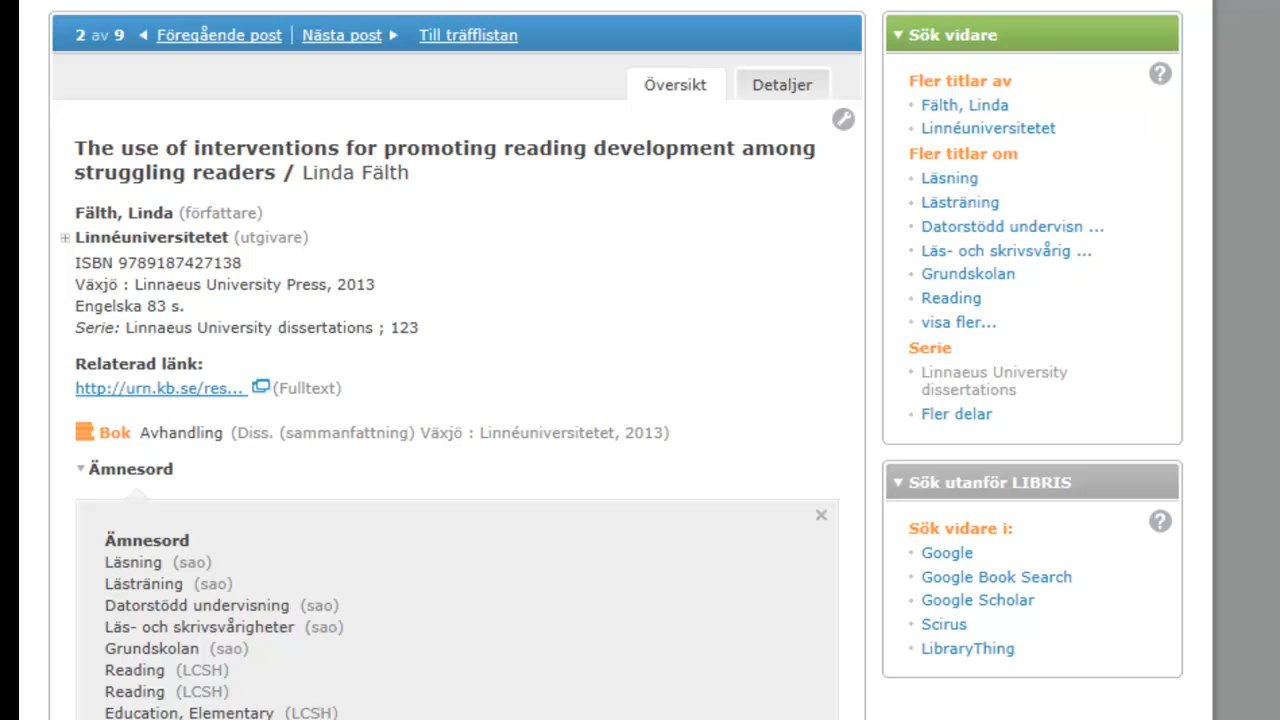 2 av 9 Föregående post | Nästa post Till träfflistan
Översikt Detaljer
The use of interventions for promoting reading development among
struggling readers / Linda Fälth
Fälth, Linda (författare)
Linnéuniversitetet (utgivare)
ISBN 9789187427138
Växjö : Linnaeus University Press, 2013
Engelska 83 s.
Serie: Linnaeus University dissertations ; 123
Relaterad länk:
http://urn.kb.se/res... (Fulltext)
Bok Avhandling (Diss. (sammanfattning) Växjö : Linnéuniversitetet, 2013)
Ämnesord
×
Ämnesord
Läsning (sao)
Lästräning (sao)
Datorstödd undervisning (sao)
Läs- och skrivsvårigheter (sao)
Grundskolan (sao)
Reading (LCSH)
Reading (LCSH)
Education, Elementary (LCSH)
Sök vidare
?
Fler titlar av
Fälth, Linda
Linnéuniversitetet
Fler titlar om
Läsning
Lästräning
Datorstödd undervisn ...
Läs- och skrivsvårig ...
Grundskolan
Reading
visa fler...
Serie
Linnaeus University
dissertations
Fler delar
Sök utanför LIBRIS
?
Sök vidare i:
Google
Google Book Search
Google Scholar
Scirus
LibraryThing